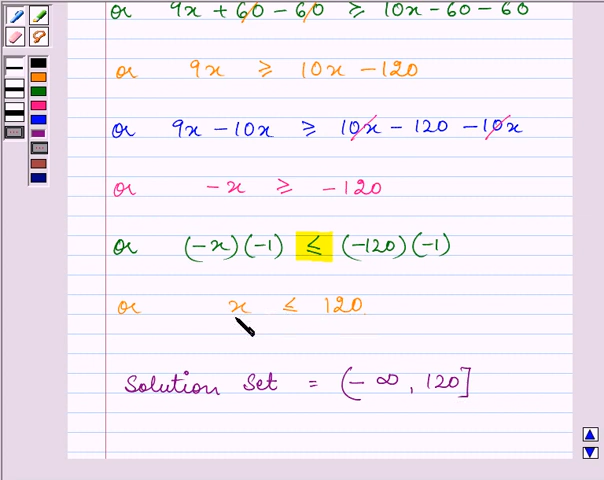 or 9x + 60 - 60 ≥ 10x - 60 - 60
or 9x ≥ 10x - 120
or 9x - 10x ≥ 10x - 120 - 10x
or -x ≥ -120
or (-x)(-1) ≤ (-120)(-1)
or x ≤ 120
Solution Set = (-∞, 120]